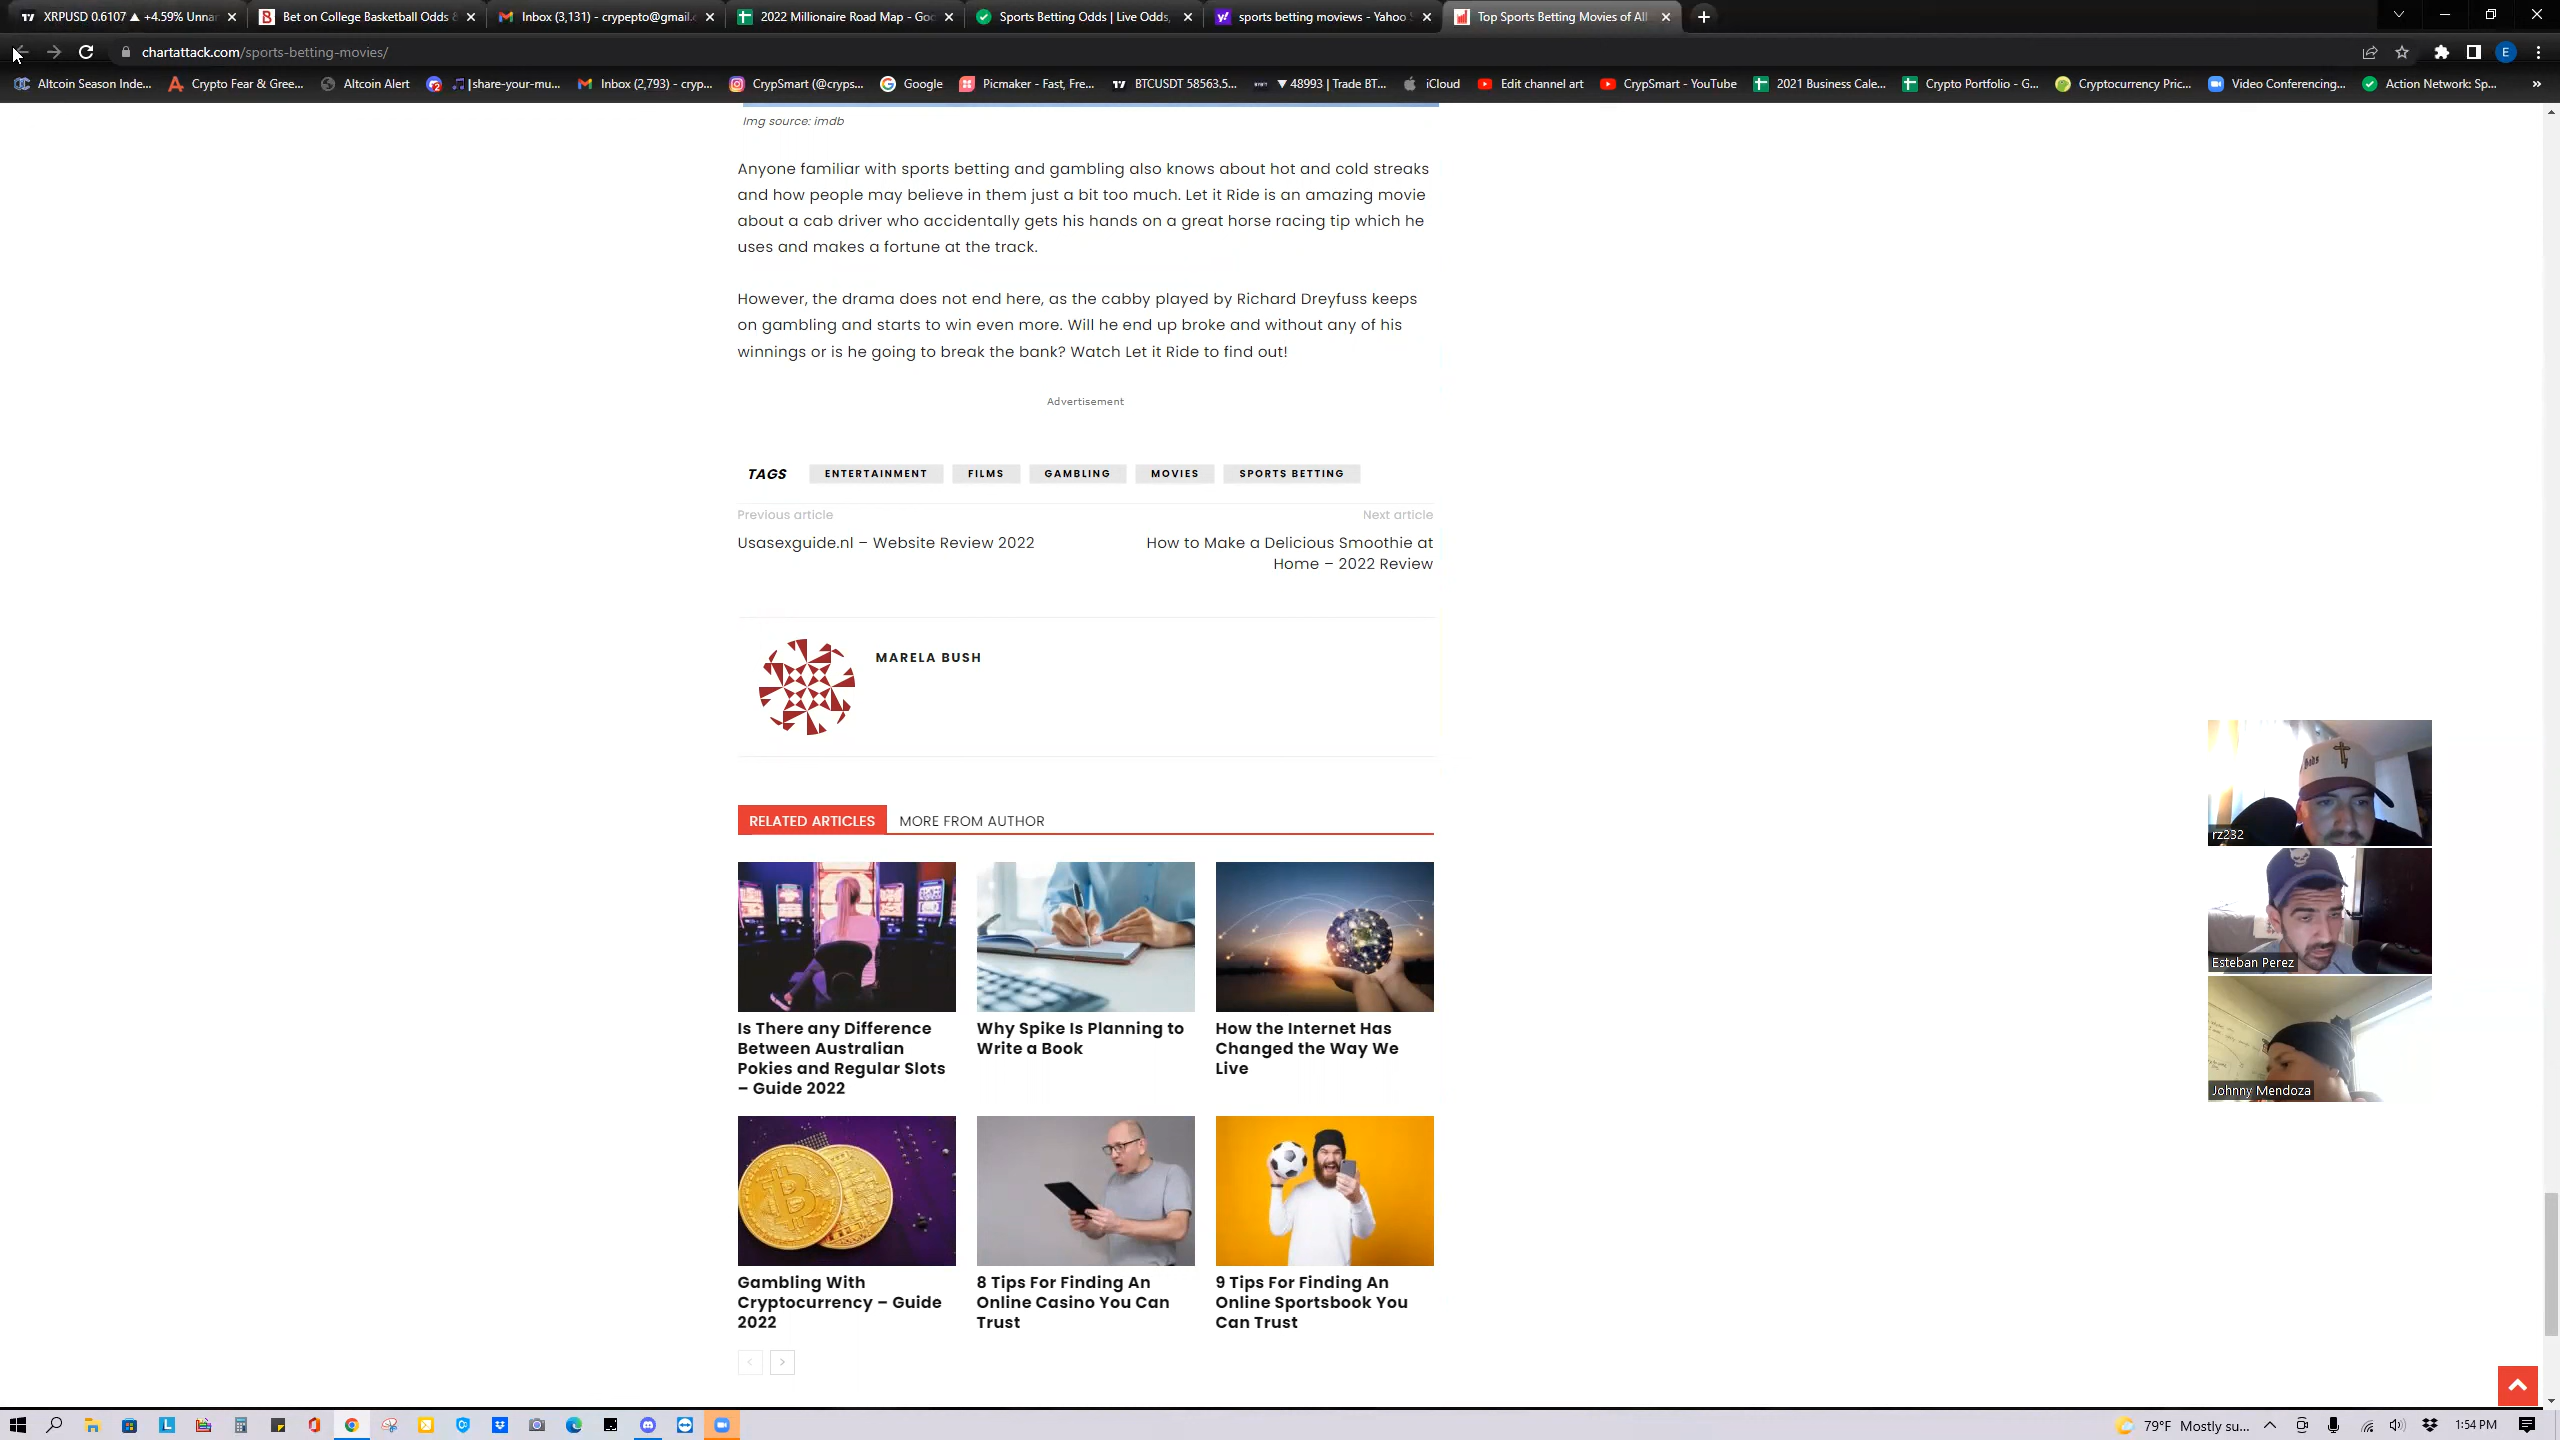 XRPUSD 0.6107 ▲ +4.59% Unna
Bet on College Basketball Odds &
Inbox (3,131) - crypepto@gmail.c
2022 Millionaire Road Map - Goo
Sports Betting Odds | Live Odds,
sports betting moviews - Yahoo S
Top Sports Betting Movies of All
chartattack.com/sports-betting-movies/
E
Altcoin Season Inde...
Crypto Fear & Gree...
Altcoin Alert
|share-your-mu...
Inbox (2,793) - cryp...
CrypSmart (@cryps...
Google
Picmaker - Fast, Fre...
BTCUSDT 58563.5...
▼ 48993 | Trade BT...
iCloud
Edit channel art
CrypSmart - YouTube
2021 Business Cale...
Crypto Portfolio - G...
Cryptocurrency Pric...
Video Conferencing...
Action Network: Sp...
»
Img source: imdb
Anyone familiar with sports betting and gambling also knows about hot and cold streaks
and how people may believe in them just a bit too much. Let it Ride is an amazing movie
about a cab driver who accidentally gets his hands on a great horse racing tip which he
uses and makes a fortune at the track.
However, the drama does not end here, as the cabby played by Richard Dreyfuss keeps
on gambling and starts to win even more. Will he end up broke and without any of his
winnings or is he going to break the bank? Watch Let it Ride to find out!
Advertisement
TAGS ENTERTAINMENT FILMS GAMBLING MOVIES SPORTS BETTING
Previous article
Usasexguide.nl – Website Review 2022
Next article
How to Make a Delicious Smoothie at
Home – 2022 Review
MARELA BUSH
RELATED ARTICLES MORE FROM AUTHOR
Is There any Difference
Between Australian
Pokies and Regular Slots
– Guide 2022
Why Spike Is Planning to
Write a Book
How the Internet Has
Changed the Way We
Live
Gambling With
Cryptocurrency – Guide
2022
8 Tips For Finding An
Online Casino You Can
Trust
9 Tips For Finding An
Online Sportsbook You
Can Trust
rz232
Esteban Perez
Johnny Mendoza
79°F Mostly su...
1:54 PM